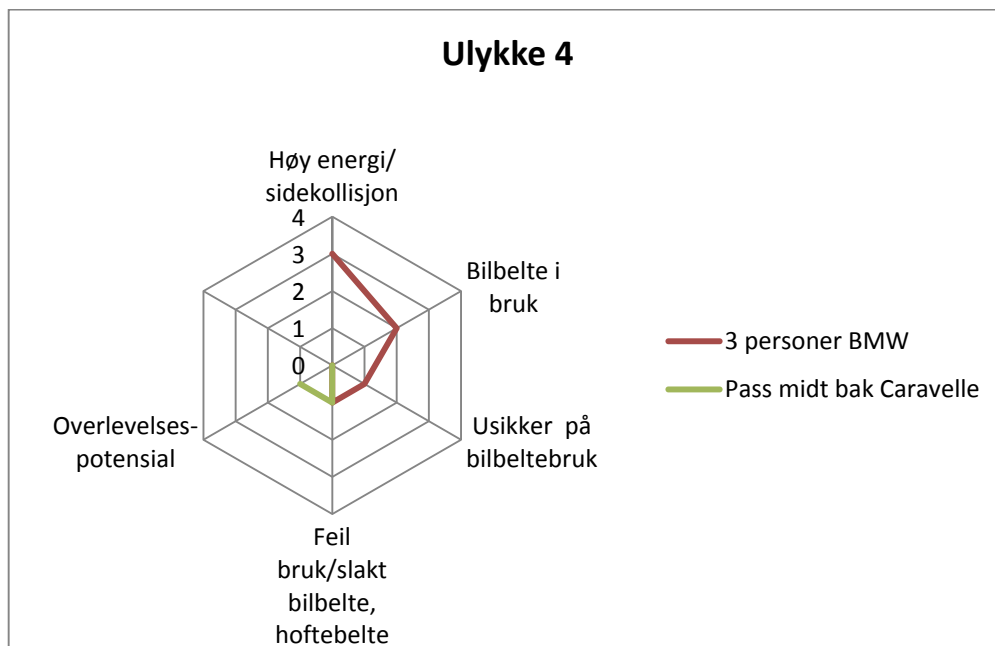 Ulykke 4
Høy energi/
sidekollisjon
4
3
2
1
0
Bilbelte i
bruk
Usikker på
bilbeltebruk
Feil
bruk/slakt
bilbelte,
hoftebelte
Overlevelses-
potensial
3 personer BMW
Pass midt bak Caravelle